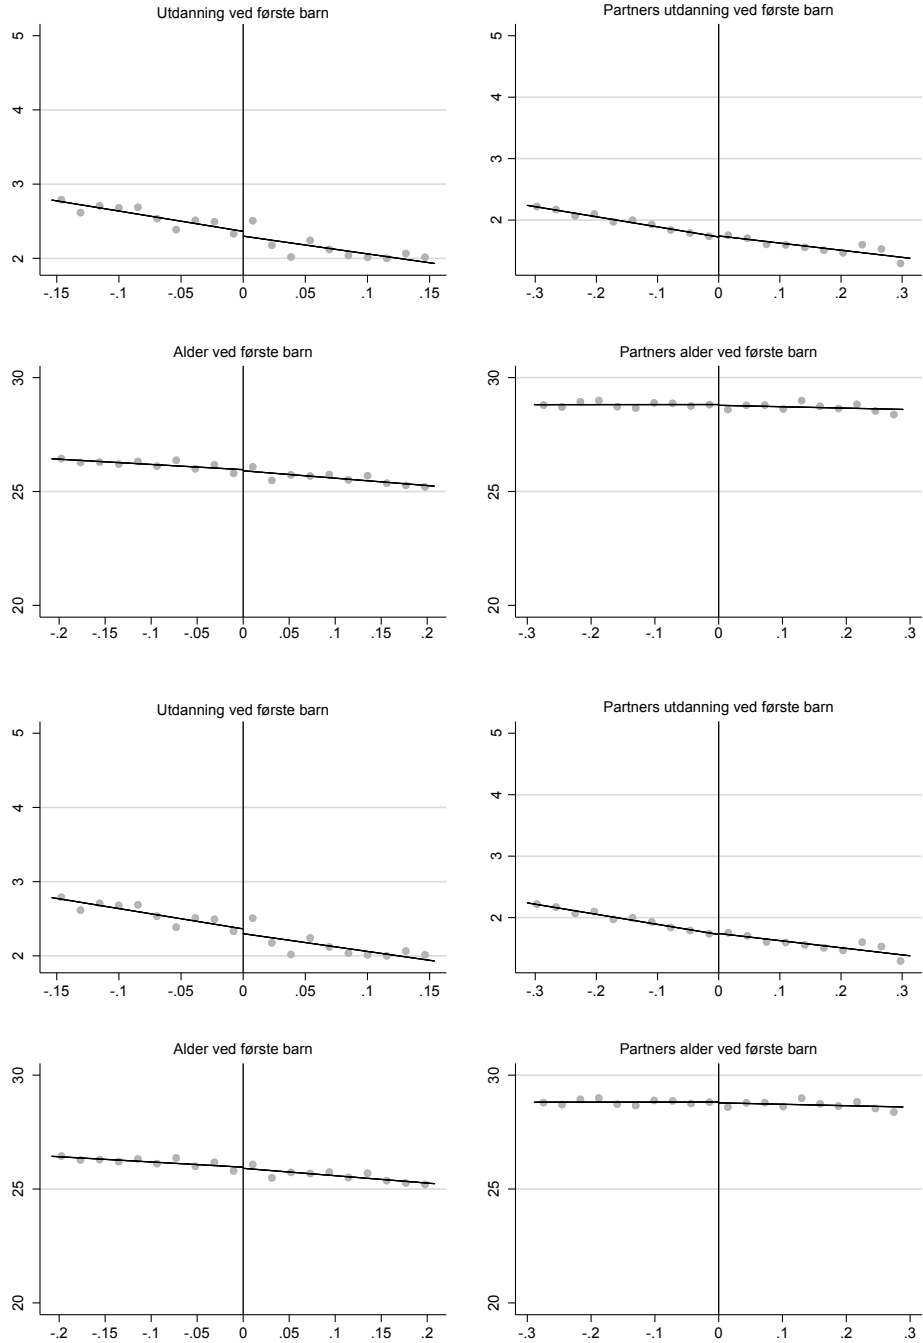 Utdanning ved første barn
5
4
3
2
-.15 -.1 -.05 0 .05 .1 .15
Partners utdanning ved første barn
5
4
3
2
-.3 -.2 -.1 0 .1 .2 .3
Alder ved første barn
30
25
20
-.2 -.15 -.1 -.05 0 .05 .1 .15 .2
Partners alder ved første barn
30
25
20
-.3 -.2 -.1 0 .1 .2 .3
Utdanning ved første barn
5
4
3
2
-.15 -.1 -.05 0 .05 .1 .15
Partners utdanning ved første barn
5
4
3
2
-.3 -.2 -.1 0 .1 .2 .3
Alder ved første barn
30
25
20
-.2 -.15 -.1 -.05 0 .05 .1 .15 .2
Partners alder ved første barn
30
25
20
-.3 -.2 -.1 0 .1 .2 .3